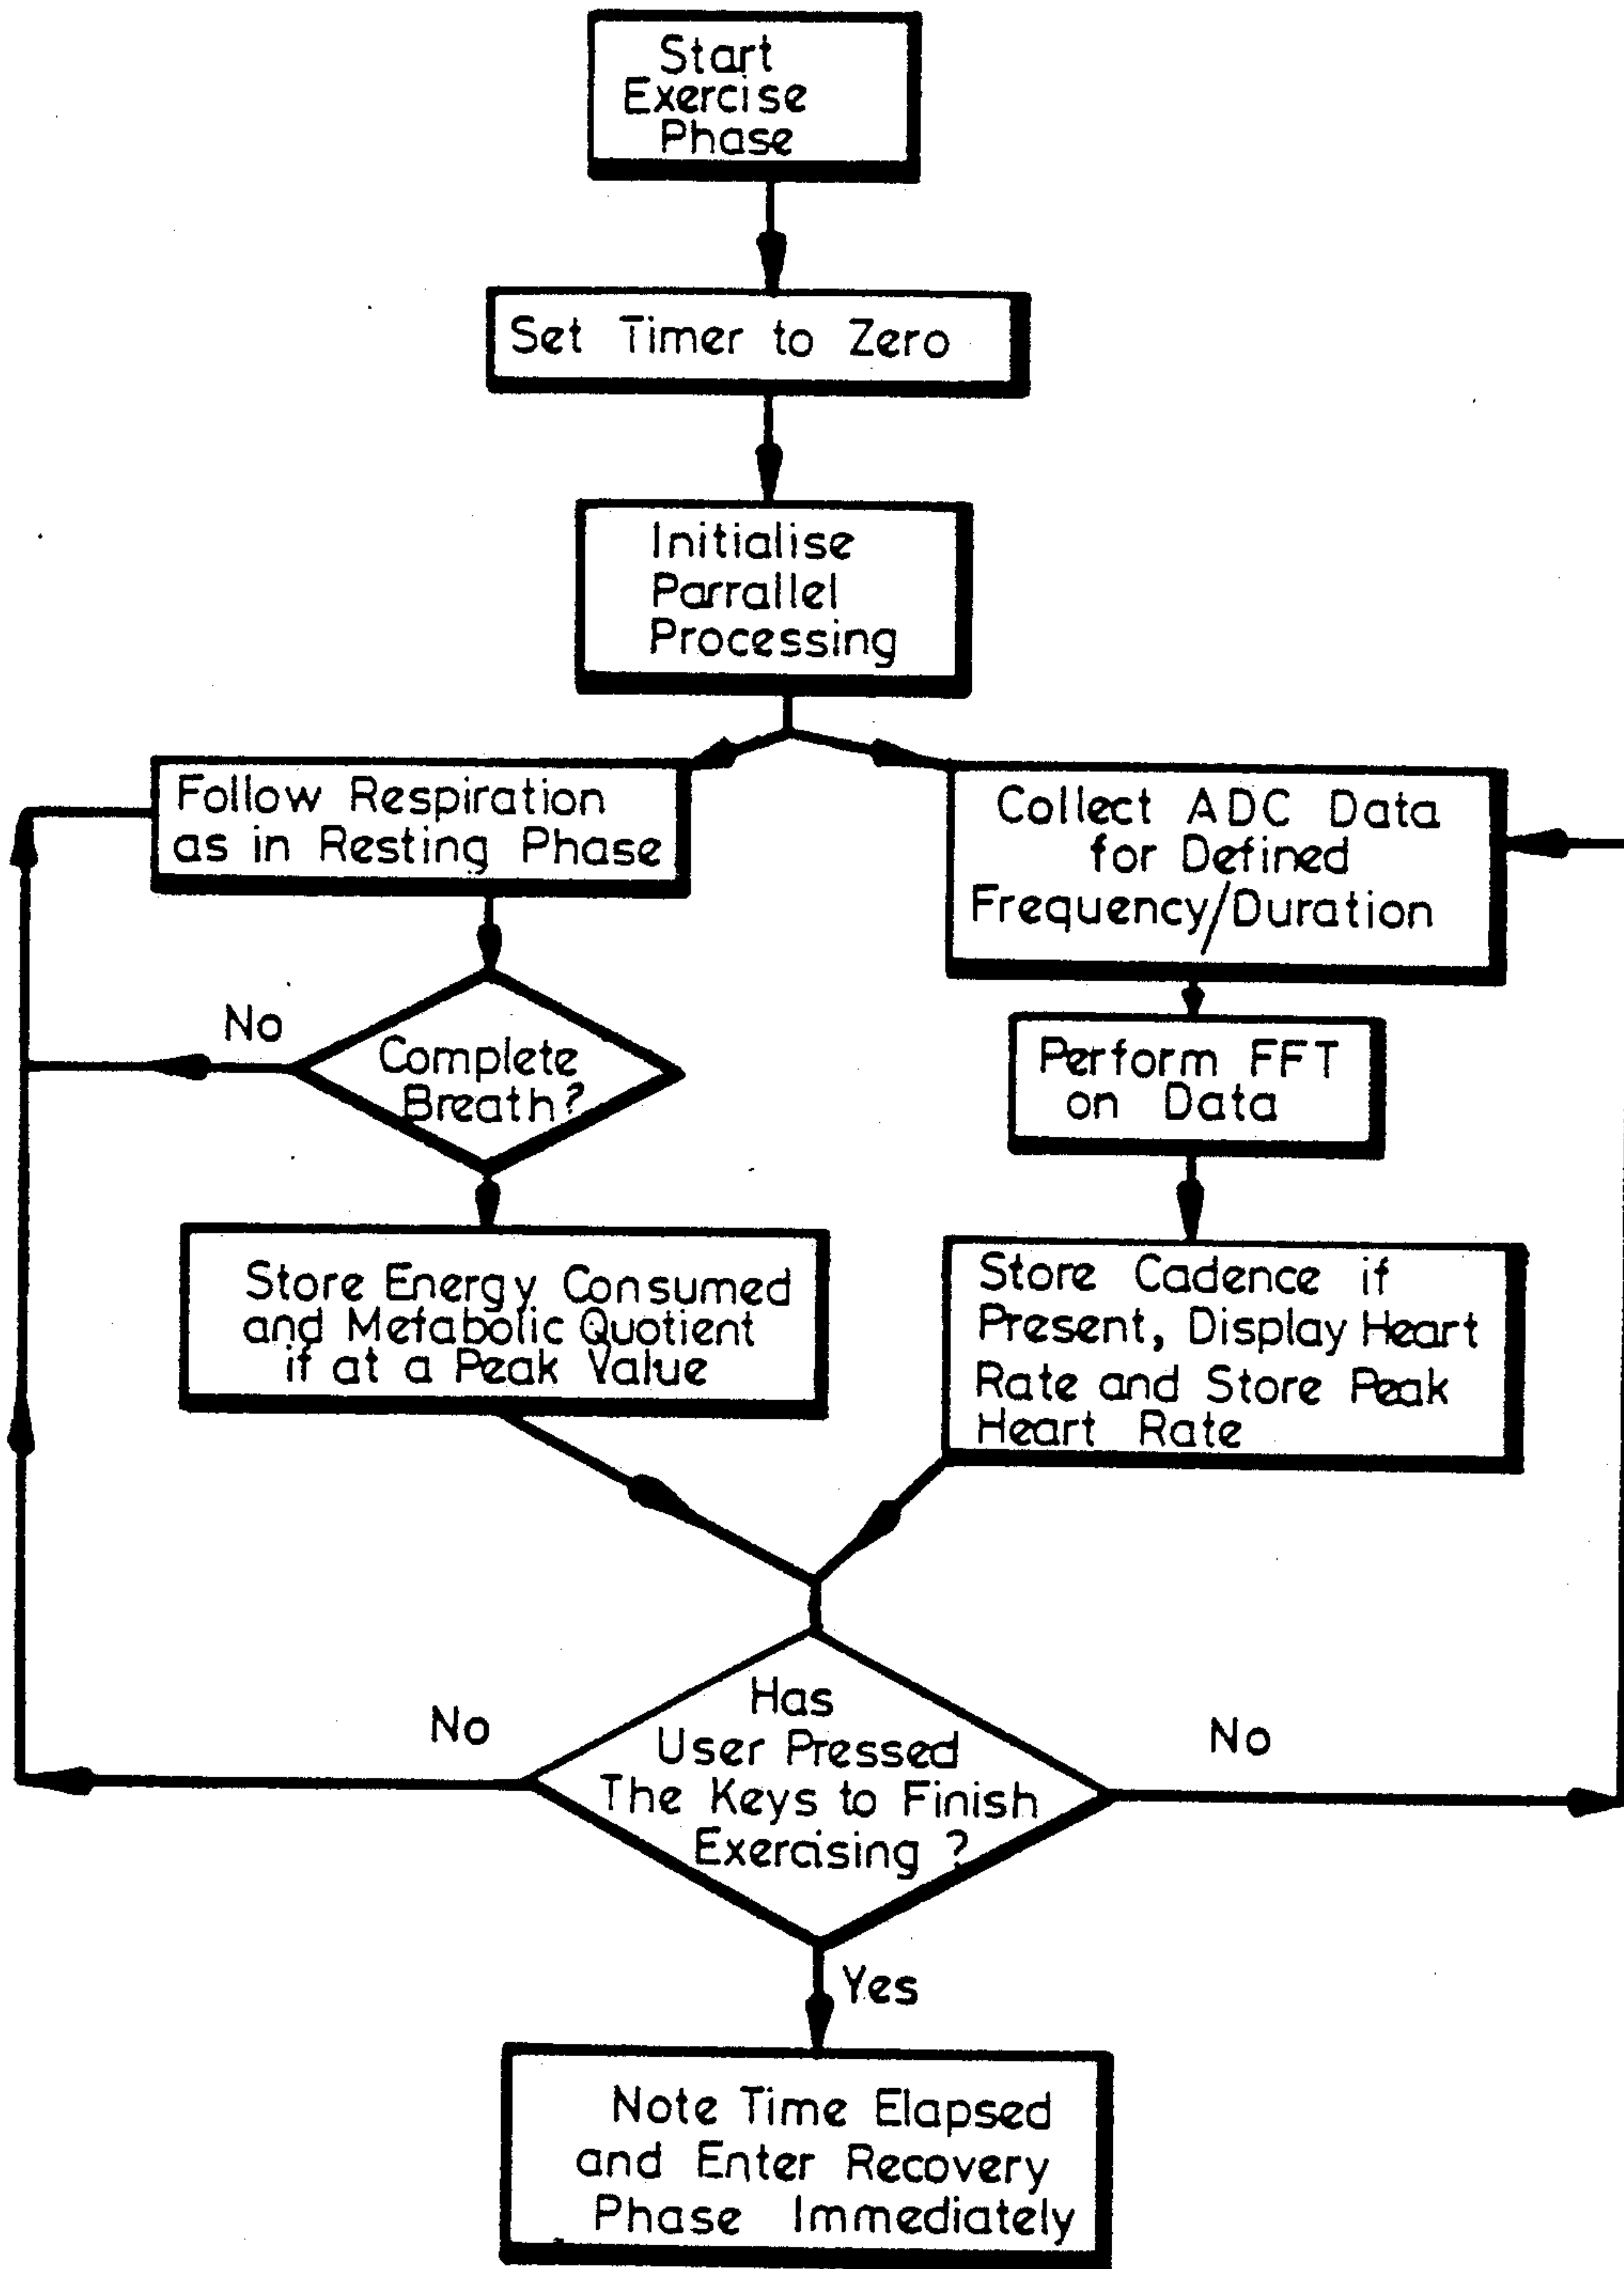 Start
Exercise
Phase
Set Timer to Zero
Initialise
Parrallel
Processing
Follow Respiration
as in Resting Phase
Collect ADC Data
for Defined
Frequency/Duration
No
Complete
Breath?
Perform FFT
on Data
Store Energy Consumed
and Metabolic Quotient
if at a Peak Value
Store Cadence if
Present, Display Heart
Rate and Store Peak
Heart Rate
No
Has
User Pressed
The Keys to Finish
Exercising ?
No
Yes
Note Time Elapsed
and Enter Recovery
Phase Immediately